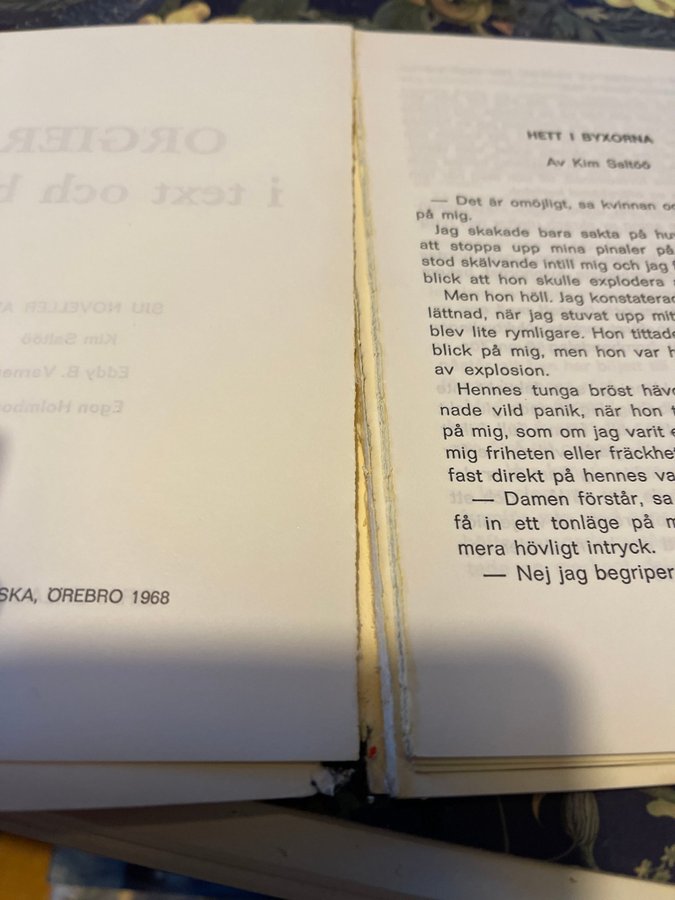 ORGIER
i text och b
SJU NOVELLER A
Kim Saltöö
Eddy B. Varne
Egon Holmbo
SKA, ÖREBRO 1968
HETT I BYXORNA
Av Kim Saltöö
— Det är omöjligt, sa kvinnan oc
på mig.
Jag skakade bara sakta på hu
att stoppa upp mina pinaler på
stod skälvande intill mig och jag f
blick att hon skulle explodera
Men hon höll. Jag konstaterad
lättnad, när jag stuvat upp mit
blev lite rymligare. Hon tittade
blick på mig, men hon var h
av explosion.
Hennes tunga bröst häve
nade vild panik, när hon t
på mig, som om jag varit e
mig friheten eller fräckhe
fast direkt på hennes va
— Damen förstår, sa
få in ett tonläge på m
mera hövligt intryck.
— Nej jag begriper